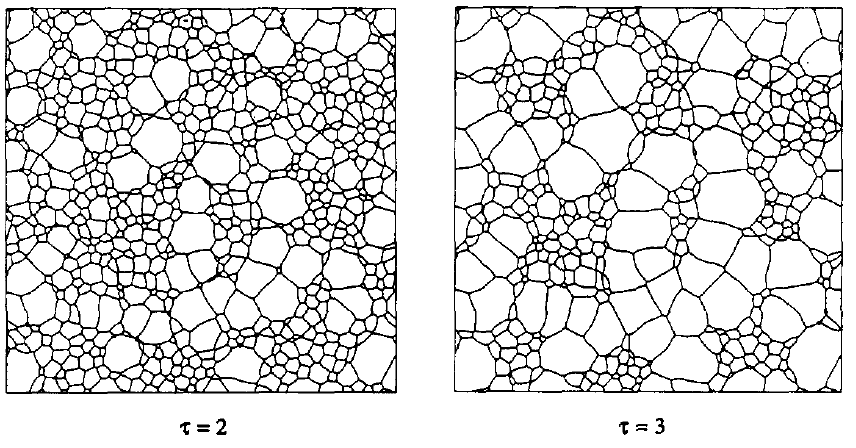 τ = 2
τ = 3